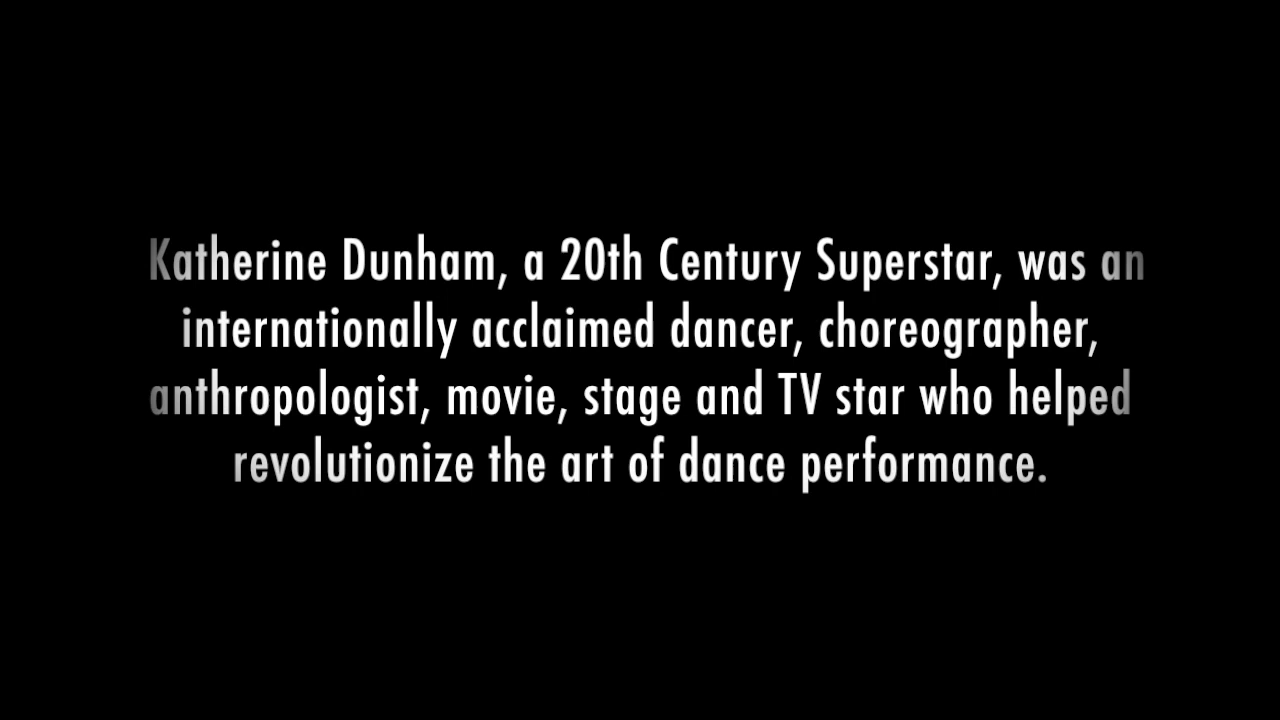 Katherine Dunham, a 20th Century Superstar, was an
internationally acclaimed dancer, choreographer,
anthropologist, movie, stage and TV star who helped
revolutionize the art of dance performance.